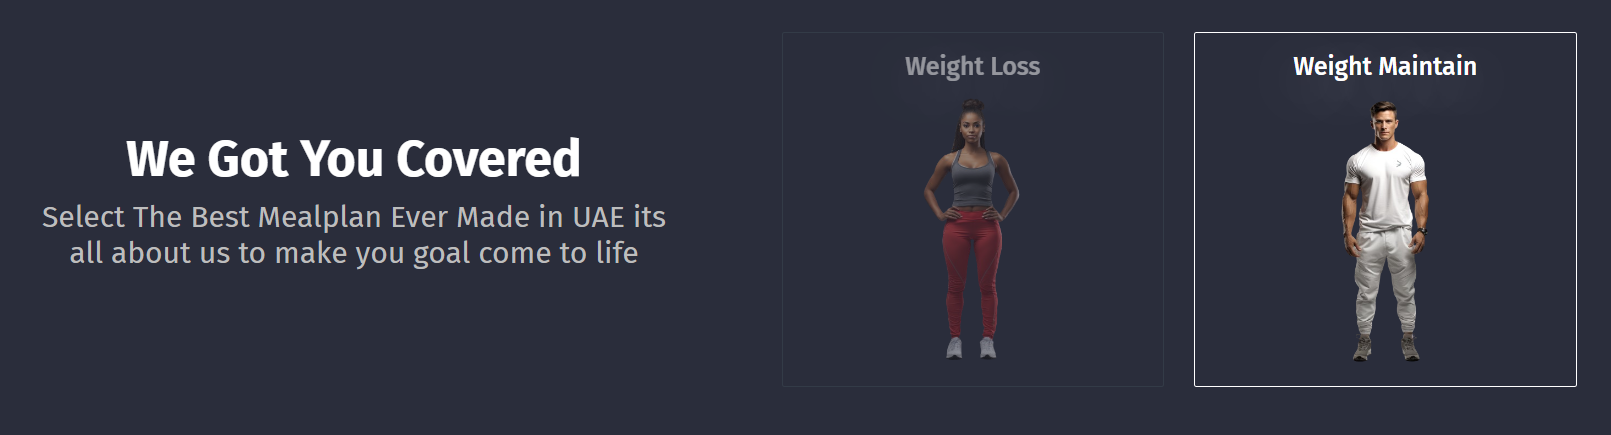 We Got You Covered
Select The Best Mealplan Ever Made in UAE its
all about us to make you goal come to life
Weight Loss
Weight Maintain